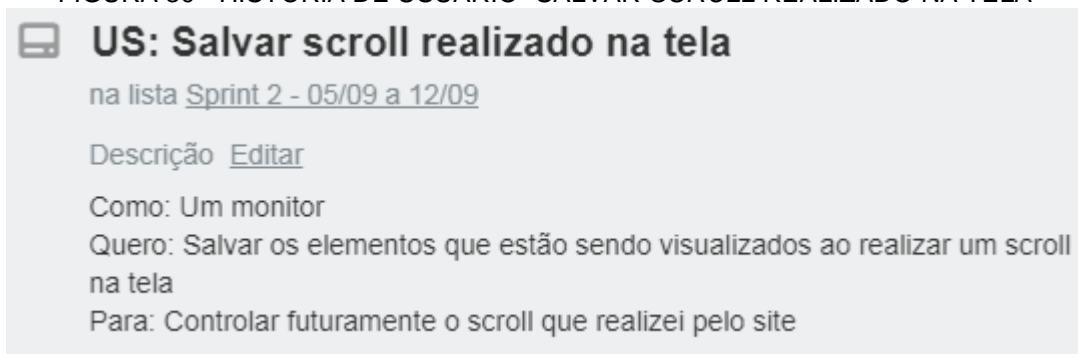 US: Salvar scroll realizado na tela
na lista Sprint 2 - 05/09 a 12/09
Descrição Editar
Como: Um monitor
Quero: Salvar os elementos que estão sendo visualizados ao realizar um scroll
na tela
Para: Controlar futuramente o scroll que realizei pelo site